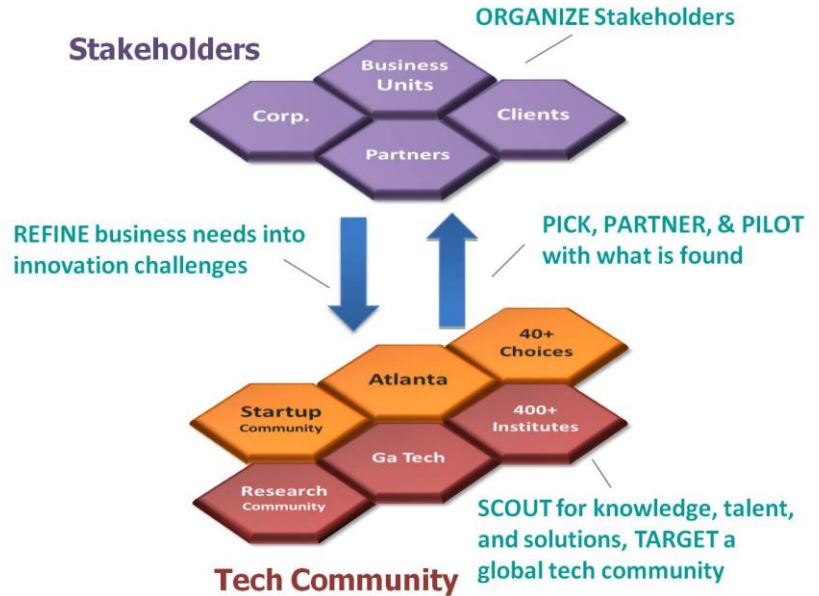 ORGANIZE Stakeholders
Stakeholders
Business
Units
Corp.
Clients
Partners
REFINE business needs into
innovation challenges
PICK, PARTNER, & PILOT
with what is found
40+
Choices
Atlanta
Startup
Community
400+
Institutes
Ga Tech
Research
Community
SCOUT for knowledge, talent,
and solutions, TARGET a
global tech community
Tech Community